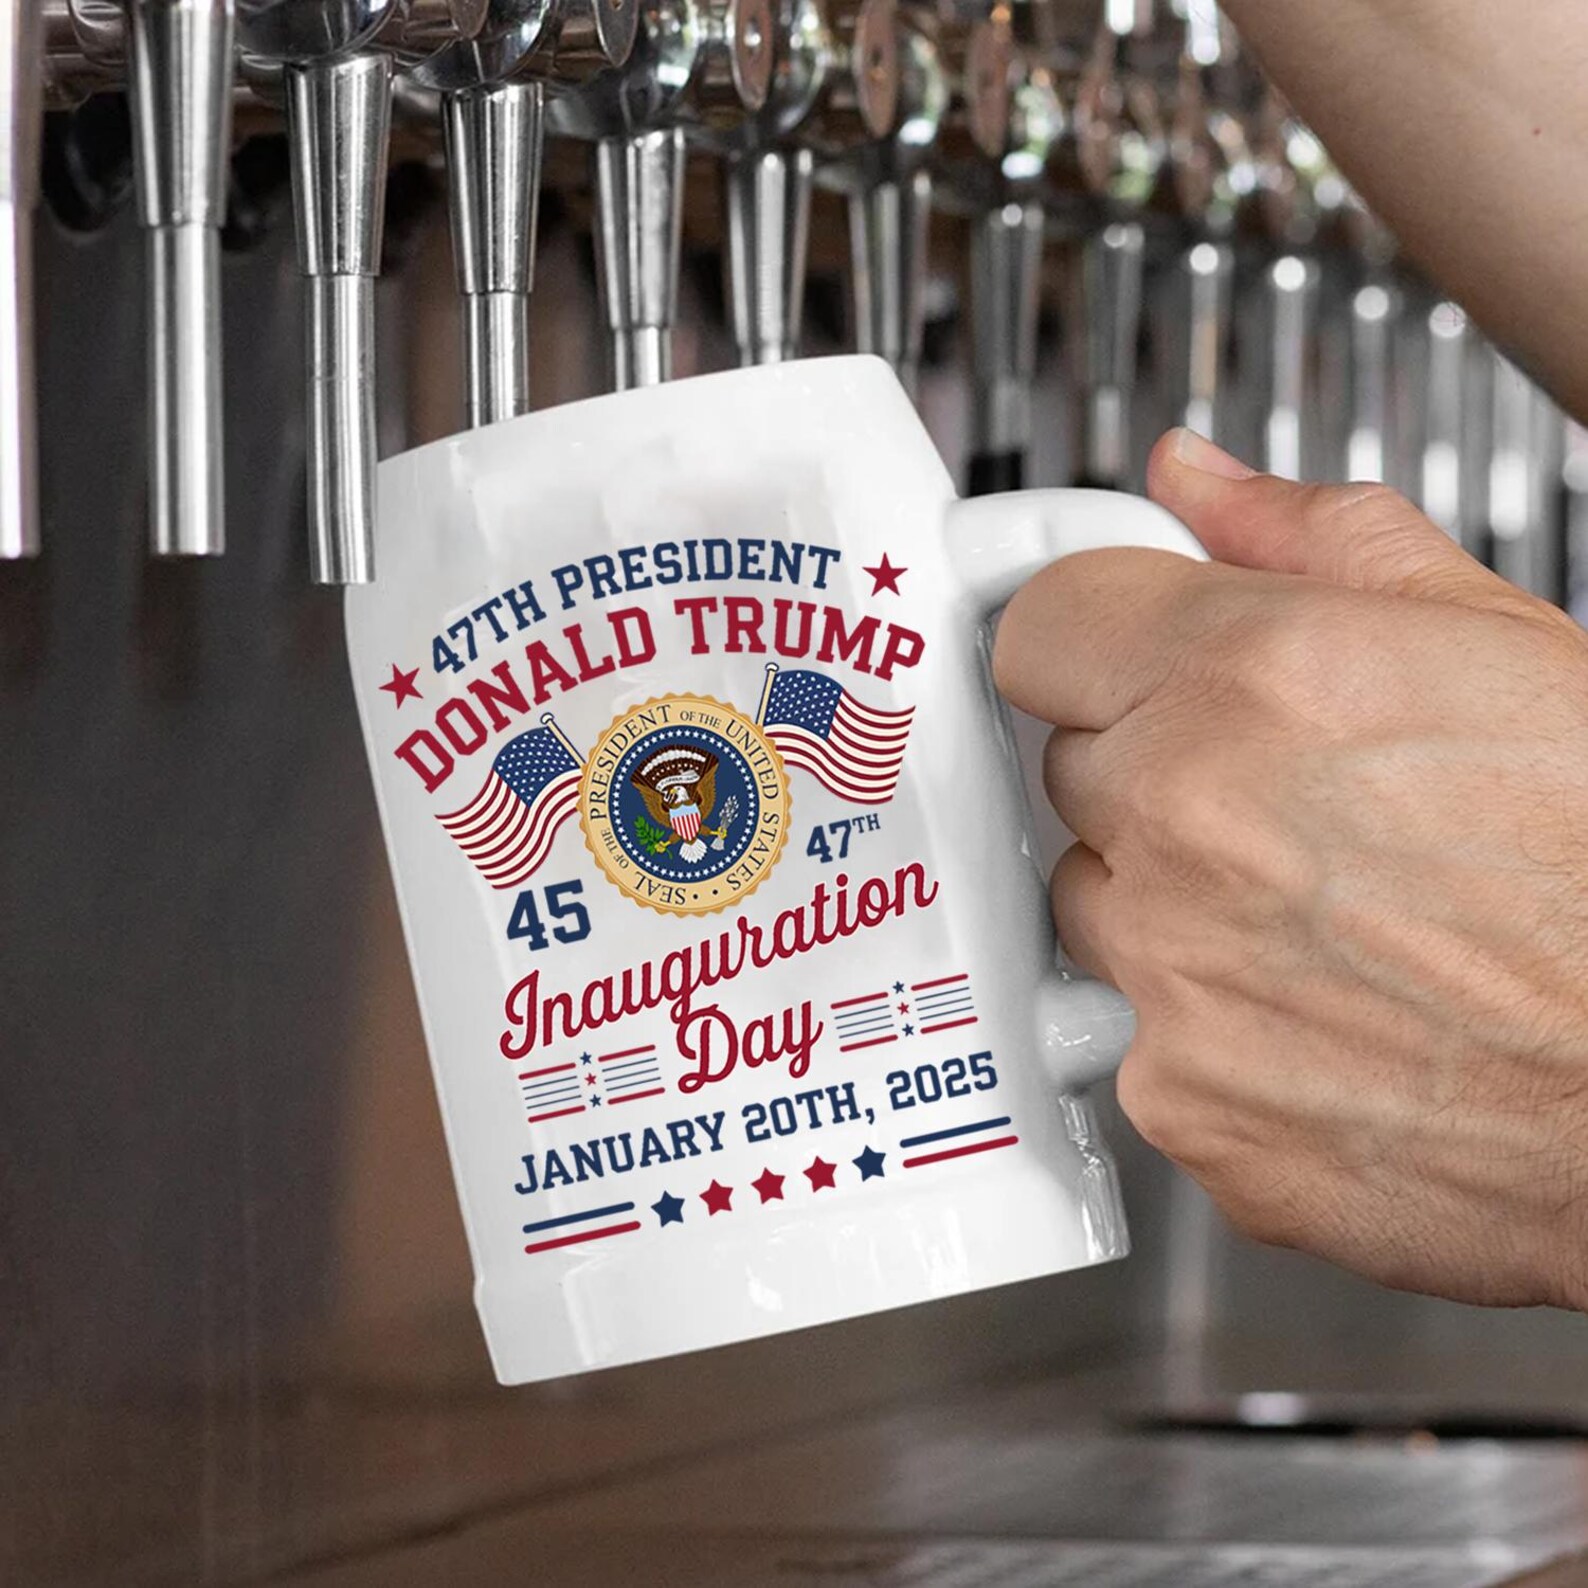 47TH PRESIDENT
DONALD TRUMP
SEAL OF THE PRESIDENT OF THE UNITED STATES
45
47TH
Inauguration
Day
JANUARY 20TH, 2025